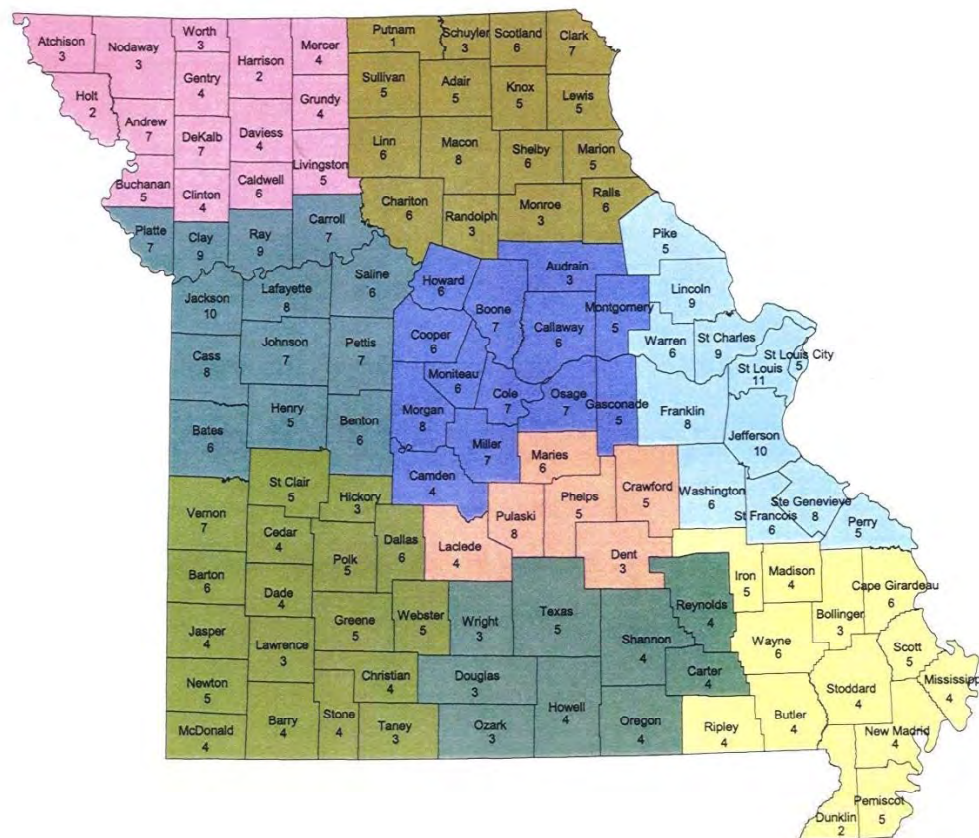 Atchison
3
Nodaway
3
Worth
3
Harrison
2
Mercer
4
Putnam
1
Schuyler
3
Scotland
6
Clark
7
Holt
2
Gentry
4
Grundy
4
Sullivan
5
Adair
5
Knox
5
Lewis
5
Andrew
7
DeKalb
7
Daviess
4
Livingston
5
Linn
6
Macon
8
Shelby
6
Marion
5
Buchanan
5
Clinton
4
Caldwell
6
Chariton
6
Randolph
3
Monroe
3
Ralls
6
Platte
7
Clay
9
Ray
9
Carroll
7
Pike
5
Jackson
10
Lafayette
8
Saline
6
Howard
6
Boone
7
Audrain
3
Montgomery
5
Lincoln
9
Cass
8
Johnson
7
Pettis
7
Cooper
6
Callaway
6
Warren
6
St Charles
9
St Louis City
5
St Louis
11
Moniteau
6
Cole
7
Osage
7
Gasconade
5
Franklin
8
Jefferson
10
Bates
6
Henry
5
Benton
6
Morgan
8
Miller
7
Camden
4
Maries
6
Phelps
5
Crawford
5
Washington
6
Ste Genevieve
8
St Francois
6
Perry
5
Vernon
7
St Clair
5
Hickory
3
Dallas
6
Laclede
4
Pulaski
8
Dent
3
Cedar
4
Polk
5
Barton
6
Dade
4
Greene
5
Webster
5
Wright
3
Texas
5
Shannon
4
Reynolds
4
Iron
5
Madison
4
Bollinger
3
Cape Girardeau
6
Jasper
4
Lawrence
3
Christian
4
Douglas
3
Howell
4
Carter
4
Wayne
6
Scott
5
Mississippi
4
Stoddard
4
Newton
5
McDonald
4
Barry
4
Stone
4
Taney
3
Ozark
3
Oregon
4
Ripley
4
Butler
4
New Madrid
4
Pemiscot
5
Dunklin
2